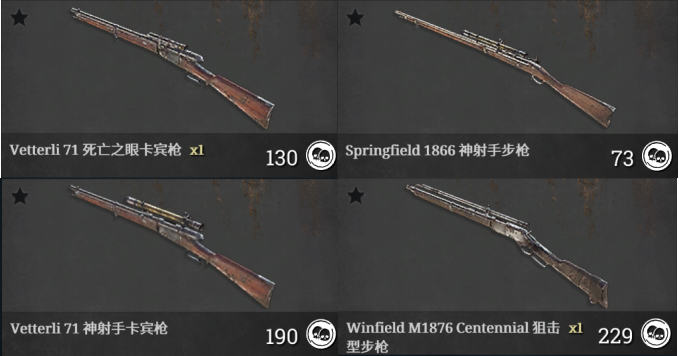 Vetterli 71 死亡之眼卡宾枪 x1 130
Springfield 1866 神射手步枪 73
Vetterli 71 神射手卡宾枪 190
Winfield M1876 Centennial 狙击 x1 229
型步枪